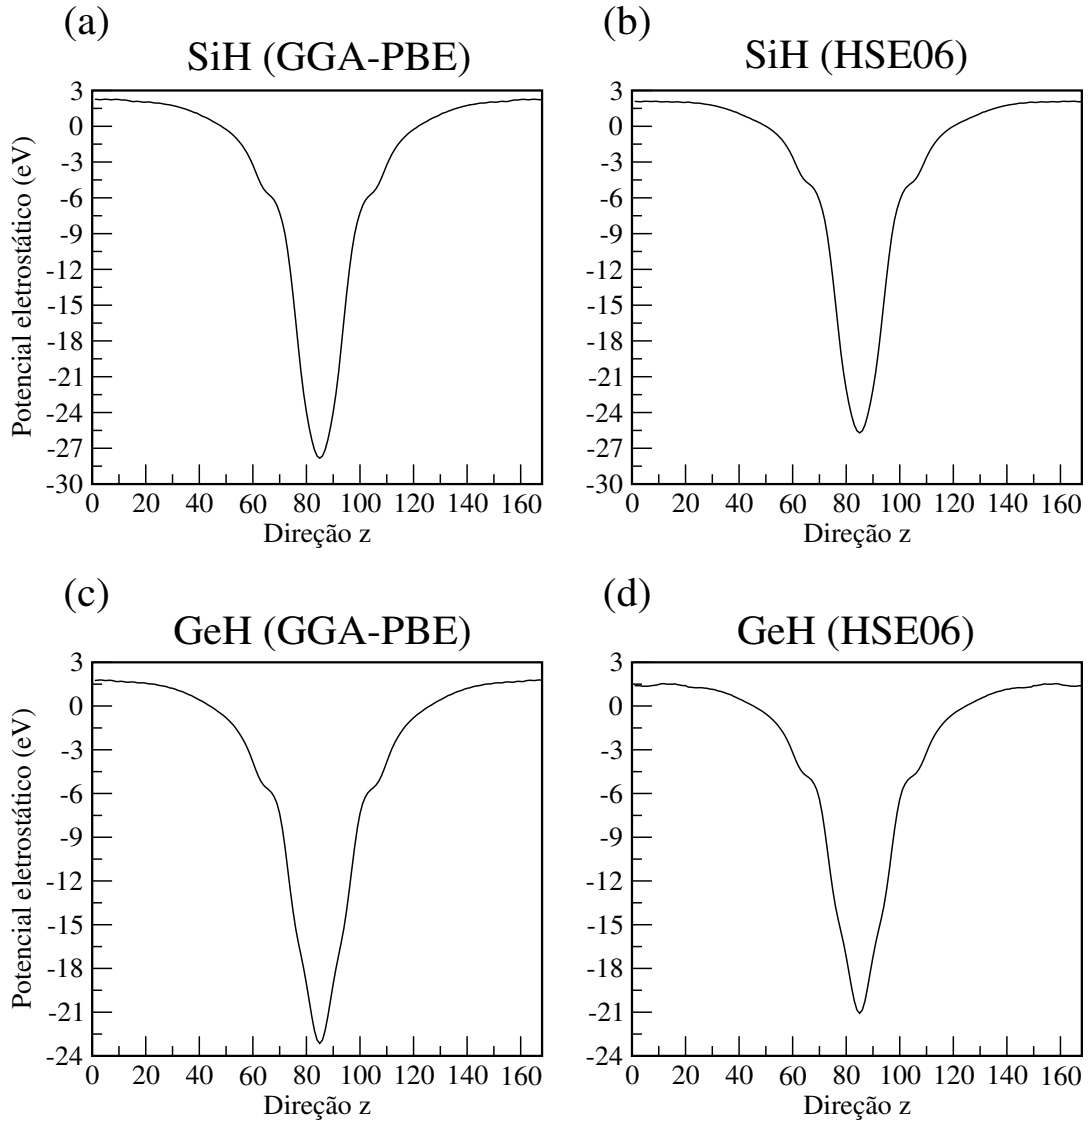 (a)
SiH (GGA-PBE)
3
0
-3
-6
-9
-12
-15
-18
-21
-24
-27
-30
Potencial eletrostático (eV)
0 20 40 60 80 100 120 140 160
Direção z
(b)
SiH (HSE06)
3
0
-3
-6
-9
-12
-15
-18
-21
-24
-27
-30
0 20 40 60 80 100 120 140 160
Direção z
(c)
GeH (GGA-PBE)
3
0
-3
-6
-9
-12
-15
-18
-21
-24
Potencial eletrostático (eV)
0 20 40 60 80 100 120 140 160
Direção z
(d)
GeH (HSE06)
3
0
-3
-6
-9
-12
-15
-18
-21
-24
0 20 40 60 80 100 120 140 160
Direção z